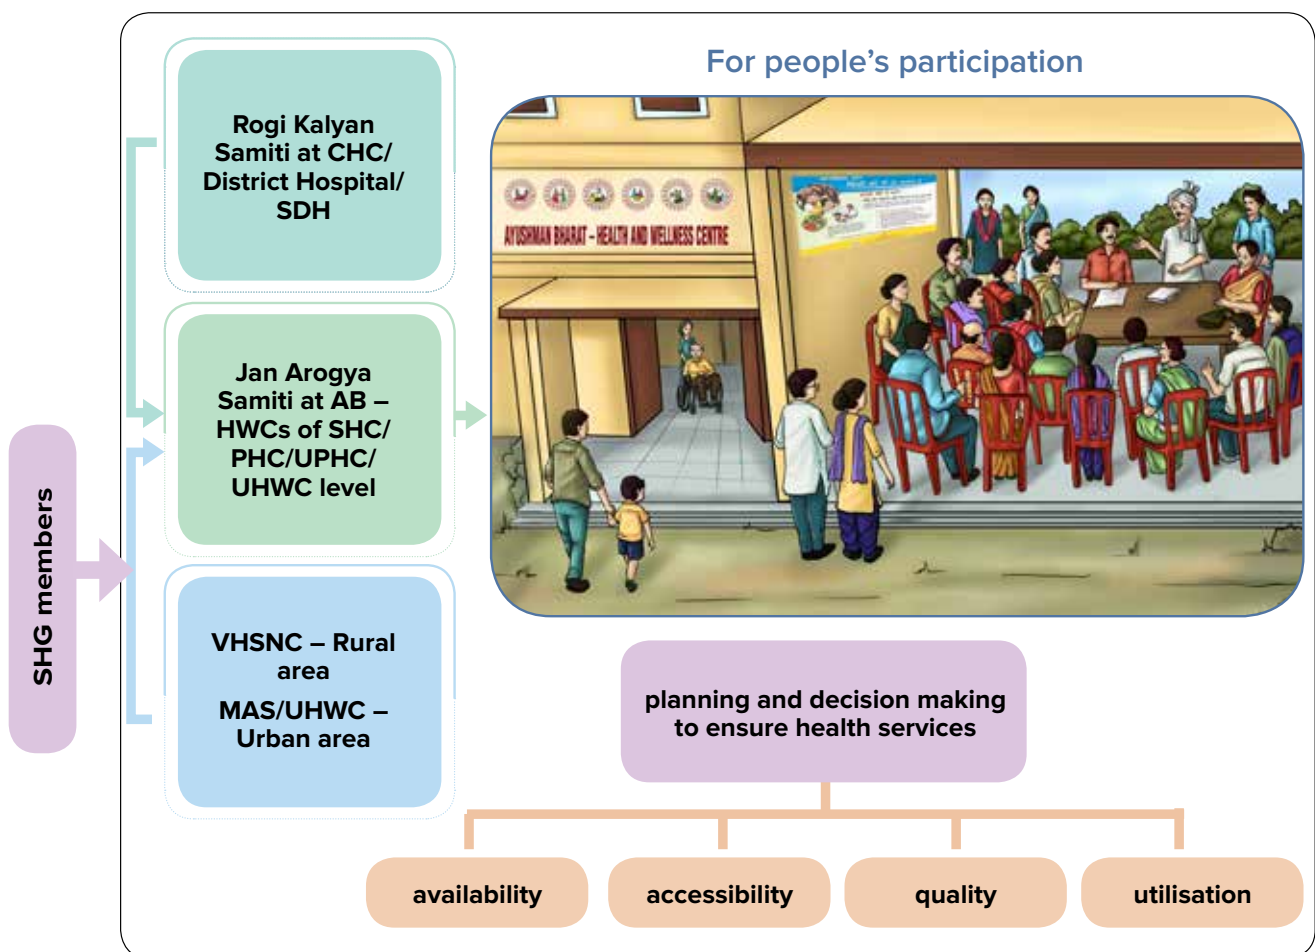 For people's participation
Rogi Kalyan
Samiti at CHC/
District Hospital/
SDH
AYUSHMAN BHARAT – HEALTH AND WELLNESS CENTRE
Jan Arogya
Samiti at AB –
HWCs of SHC/
PHC/UPHC/
UHWC level
SHG members
VHSNC – Rural
area
MAS/UHWC –
Urban area
planning and decision making
to ensure health services
availability
accessibility
quality
utilisation